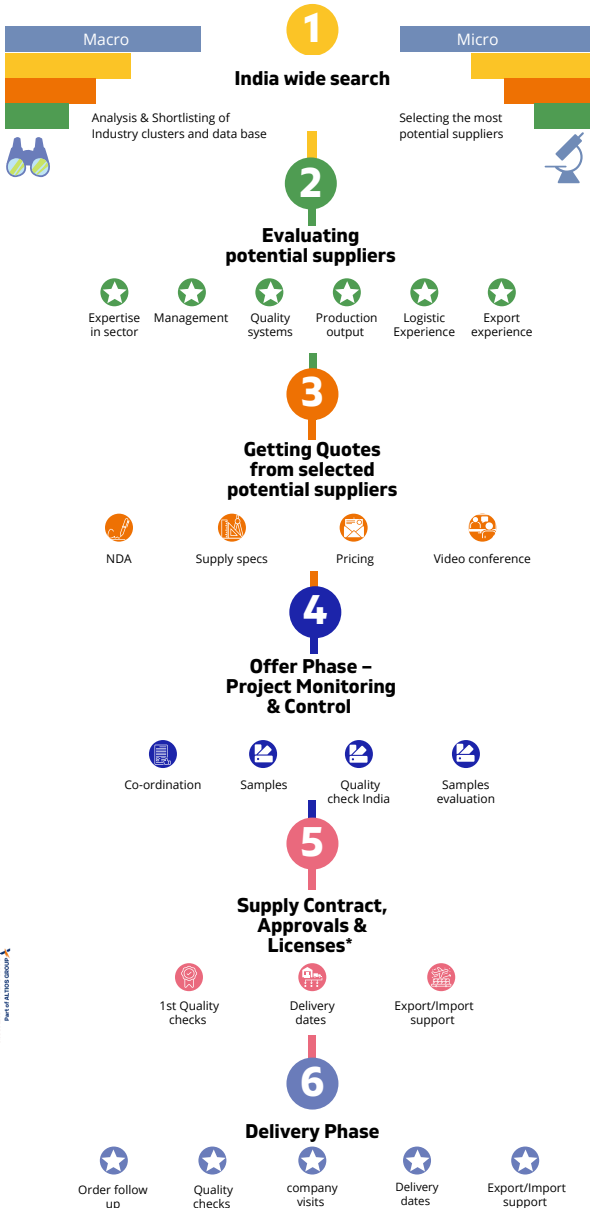 1
Macro
Micro
India wide search
Analysis & Shortlisting of
Industry clusters and data base
Selecting the most
potential suppliers
2
Evaluating
potential suppliers
Expertise
in sector
Management
Quality
systems
Production
output
Logistic
Experience
Export
experience
3
Getting Quotes
from selected
potential suppliers
NDA
Supply specs
Pricing
Video conference
4
Offer Phase –
Project Monitoring
& Control
Co-ordination
Samples
Quality
check India
Samples
evaluation
5
Supply Contract,
Approvals &
Licenses*
1st Quality
checks
Delivery
dates
Export/Import
support
Part of ALTIOS GROUP
6
Delivery Phase
Order follow
up
Quality
checks
company
visits
Delivery
dates
Export/Import
support